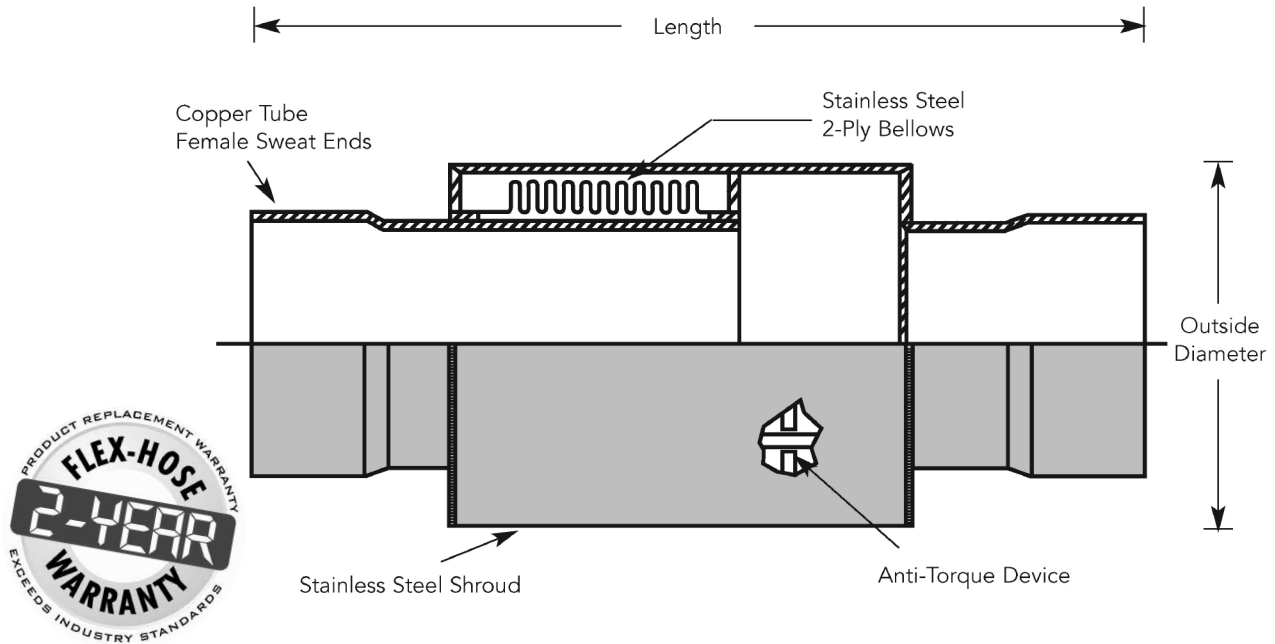 Length
Copper Tube
Female Sweat Ends
Stainless Steel
2-Ply Bellows
Outside
Diameter
Stainless Steel Shroud
Anti-Torque Device
PRODUCT REPLACEMENT WARRANTY
FLEX-HOSE
2-YEAR
WARRANTY
EXCEEDS INDUSTRY STANDARDS